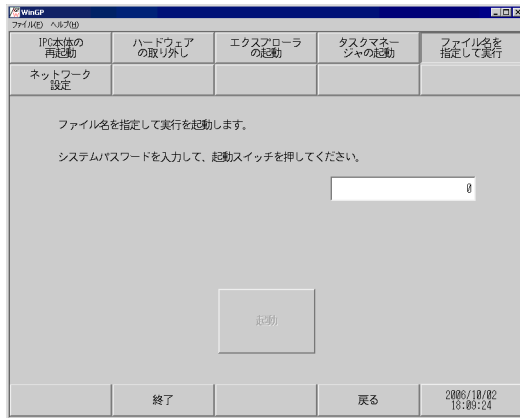 WinGP
ファイル(F) ヘルプ(H)
IPC本体の
再起動
ハードウェア
の取り外し
エクスプローラ
の起動
タスクマネー
ジャの起動
ファイル名を
指定して実行
ネットワーク
設定
ファイル名を指定して実行を起動します。
システムパスワードを入力して、起動スイッチを押してください。
0
起動
終了
戻る
2006/10/02
18:09:24